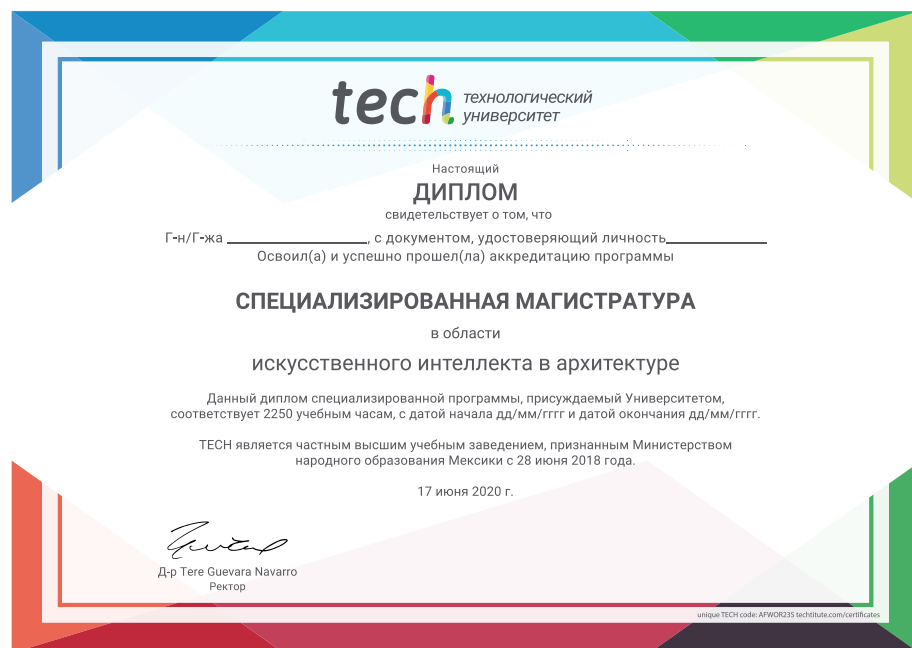 tech технологический
университет
Настоящий
ДИПЛОМ
свидетельствует о том, что
Г-н/Г-жа ____________________, с документом, удостоверяющий личность______________
Освоил(а) и успешно прошел(ла) аккредитацию программы
СПЕЦИАЛИЗИРОВАННАЯ МАГИСТРАТУРА
в области
искусственного интеллекта в архитектуре
Данный диплом специализированной программы, присуждаемый Университетом,
соответствует 2250 учебным часам, с датой начала дд/мм/гггг и датой окончания дд/мм/гггг.
TECH является частным высшим учебным заведением, признанным Министерством
народного образования Мексики с 28 июня 2018 года.
17 июня 2020 г.
Д-р Tere Guevara Navarro
Ректор
unique TECH code: AFWOR23S techtitute.com/certificates